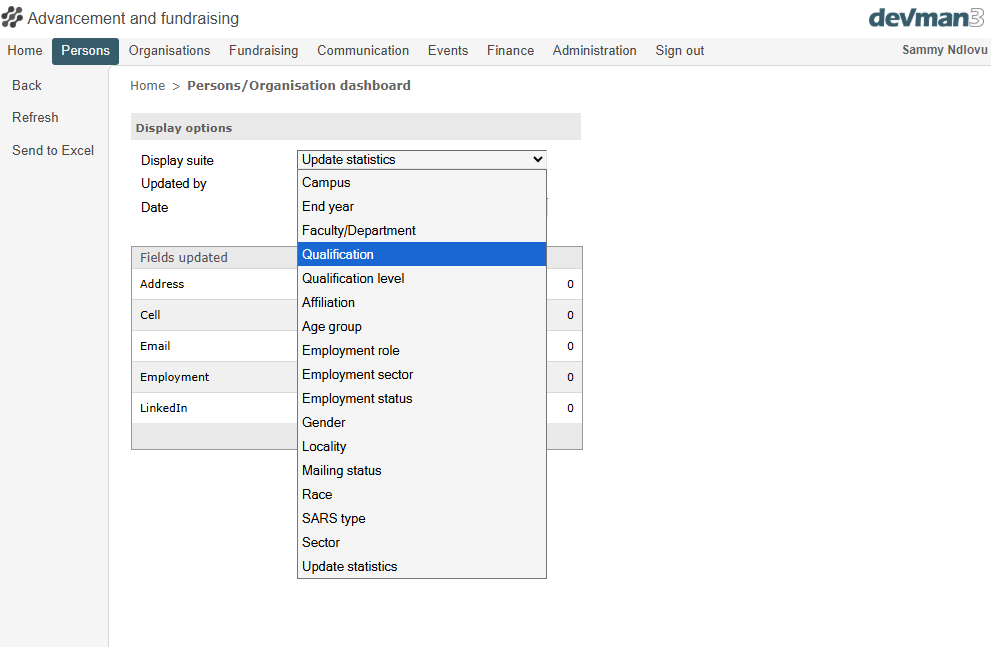 Advancement and fundraising
devman3
Home Persons Organisations Fundraising Communication Events Finance Administration Sign out Sammy Ndlovu
Back
Refresh
Send to Excel
Home > Persons/Organisation dashboard
Display options
Display suite Update statistics
Updated by
Date
Campus
End year
Faculty/Department
Qualification
Qualification level
Affiliation
Age group
Employment role
Employment sector
Employment status
Gender
Locality
Mailing status
Race
SARS type
Sector
Update statistics
Fields updated
Address 0
Cell 0
Email 0
Employment 0
LinkedIn 0